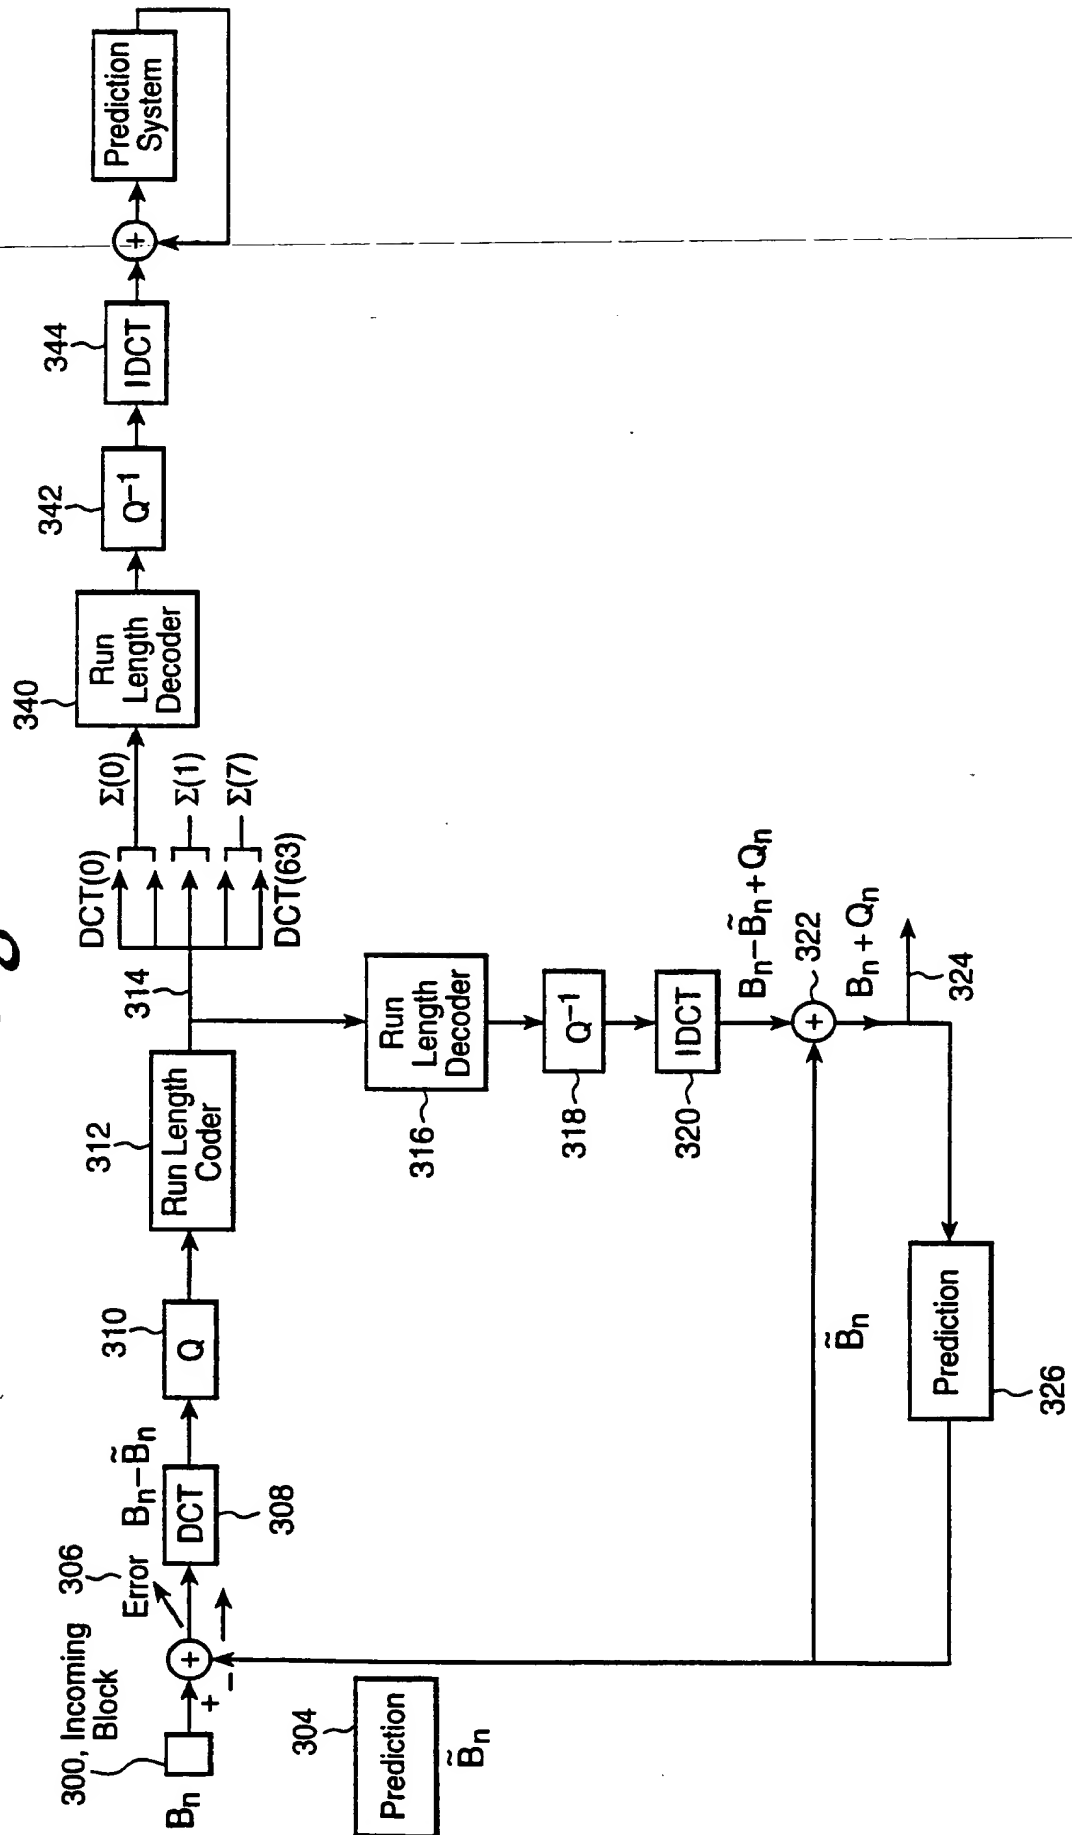 300, Incoming
Block
Bn
+
−
+
306
Error
Bn−B̃n
DCT
308
310
Q
312
Run Length
Coder
314
DCT(0)
DCT(63)
Σ(0)
Σ(1)
Σ(7)
340
Run
Length
Decoder
342
Q−1
344
IDCT
+
Prediction
System
304
Prediction
B̃n
316
Run
Length
Decoder
318
Q−1
320
IDCT
Bn−B̃n+Qn
+
322
Bn+Qn
324
B̃n
Prediction
326